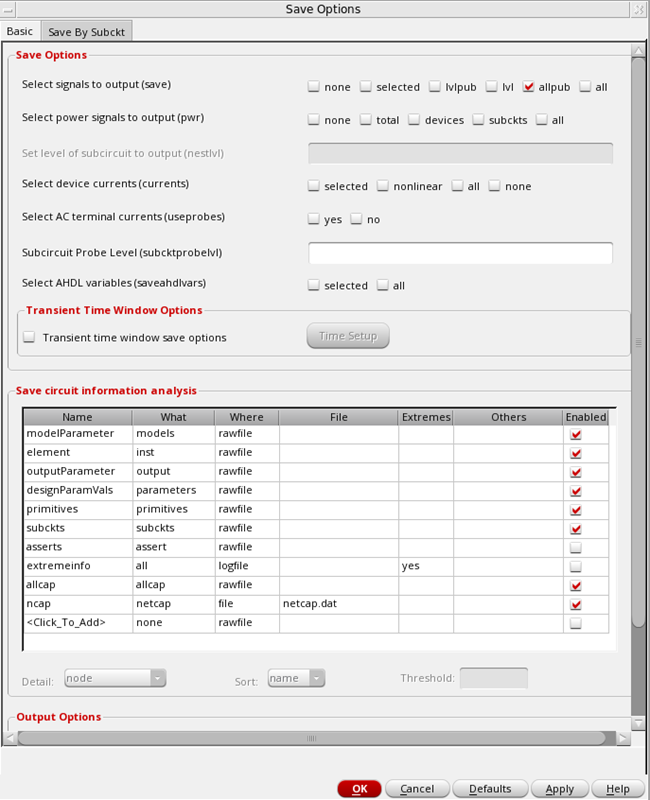 Save Options
Basic Save By Suckt
Save Options
Select signals to output (save) none selected lvlpub lvl allpub all
Select power signals to output (pwr) none total devices subckts all
Set level of subcircuit to output (nestlvl)
Select device currents (currents) selected nonlinear all none
Select AC terminal currents (useprobes) yes no
Subcircuit Probe Level (subcktprobelvl)
Select AHDL variables (saveahdlvars) selected all
Transient Time Window Options
Transient time window save options Time Setup
Save circuit information analysis
Name What Where File Extremes Others Enabled
modelParameter models rawfile
element inst rawfile
outputParameter output rawfile
designParamVals parameters rawfile
primitives primitives rawfile
subckts subckts rawfile
asserts assert rawfile
extremeinfo all logfile yes
allcap allcap rawfile
ncap netcap file netcap.dat
<Click_To_Add> none rawfile
Detail: node Sort: name Threshold:
Output Options
OK Cancel Defaults Apply Help